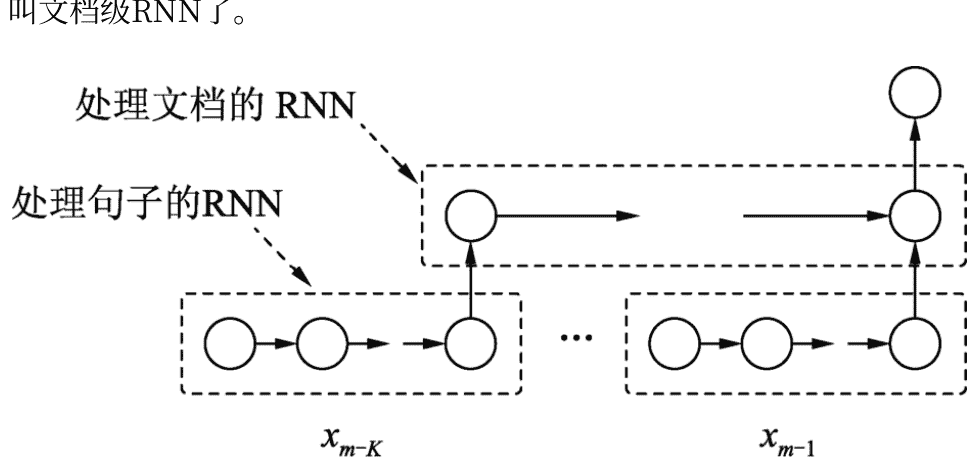 叫文档级RNN了。
处理文档的 RNN
处理句子的RNN
...
x_{m-K}
x_{m-1}